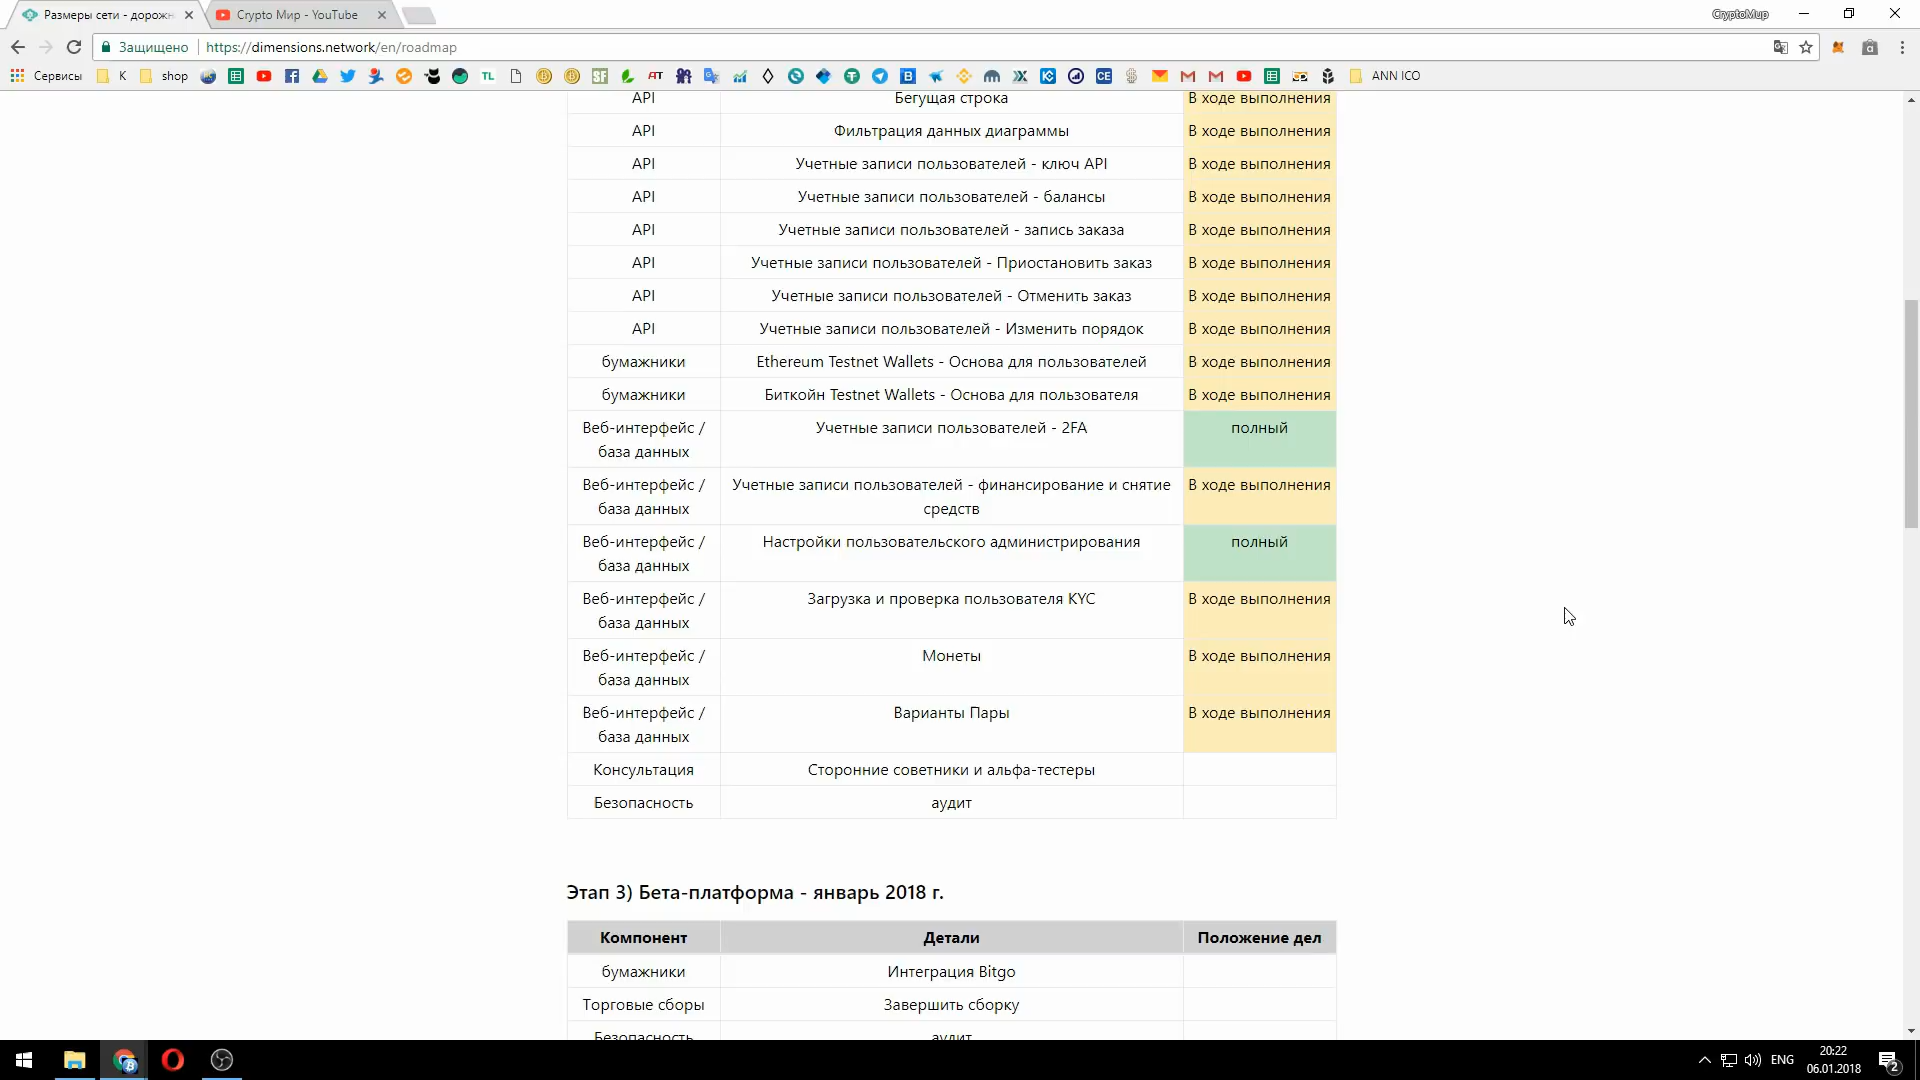 Размеры сети - дорожн
Crypto Мир - YouTube
CryptoМир
Защищено
https://dimensions.network/en/roadmap
Сервисы
K
shop
ANN ICO
API Бегущая строка В ходе выполнения
API Фильтрация данных диаграммы В ходе выполнения
API Учетные записи пользователей - ключ API В ходе выполнения
API Учетные записи пользователей - балансы В ходе выполнения
API Учетные записи пользователей - запись заказа В ходе выполнения
API Учетные записи пользователей - Приостановить заказ В ходе выполнения
API Учетные записи пользователей - Отменить заказ В ходе выполнения
API Учетные записи пользователей - Изменить порядок В ходе выполнения
бумажники Ethereum Testnet Wallets - Основа для пользователей В ходе выполнения
бумажники Биткойн Testnet Wallets - Основа для пользователя В ходе выполнения
Веб-интерфейс / Учетные записи пользователей - 2FA полный
база данных
Веб-интерфейс / Учетные записи пользователей - финансирование и снятие В ходе выполнения
база данных средств
Веб-интерфейс / Настройки пользовательского администрирования полный
база данных
Веб-интерфейс / Загрузка и проверка пользователя KYC В ходе выполнения
база данных
Веб-интерфейс / Монеты В ходе выполнения
база данных
Веб-интерфейс / Варианты Пары В ходе выполнения
база данных
Консультация Сторонние советники и альфа-тестеры
Безопасность аудит
Этап 3) Бета-платформа - январь 2018 г.
Компонент Детали Положение дел
бумажники Интеграция Bitgo
Торговые сборы Завершить сборку
Безопасность аудит
ENG
20:22
06.01.2018
2